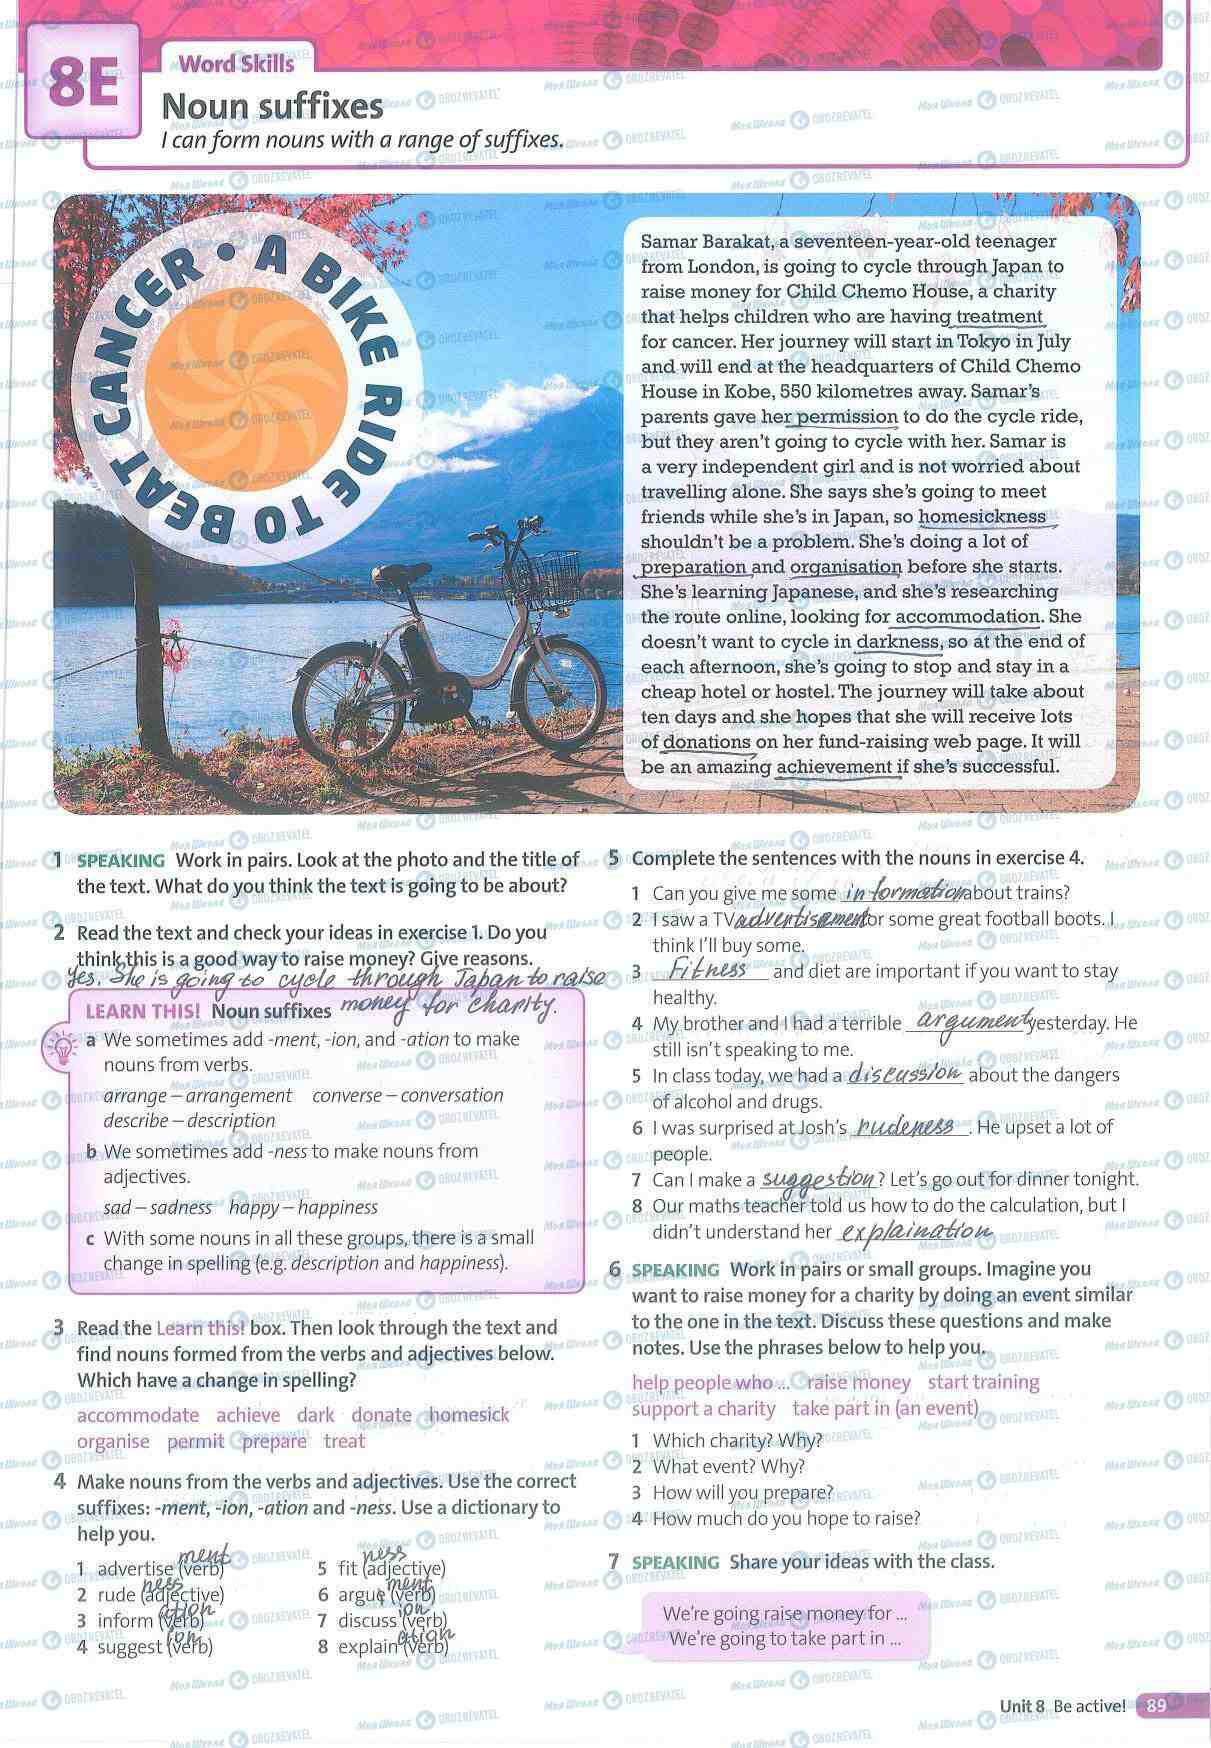 8E
Word Skills
Noun suffixes
I can form nouns with a range of suffixes.
A BIKE RIDE TO BEAT CANCER •
Samar Barakat, a seventeen-year-old teenager
from London, is going to cycle through Japan to
raise money for Child Chemo House, a charity
that helps children who are having treatment
for cancer. Her journey will start in Tokyo in July
and will end at the headquarters of Child Chemo
House in Kobe, 550 kilometres away. Samar's
parents gave her permission to do the cycle ride,
but they aren't going to cycle with her. Samar is
a very independent girl and is not worried about
travelling alone. She says she's going to meet
friends while she's in Japan, so homesickness
shouldn't be a problem. She's doing a lot of
preparation and organisation before she starts.
She's learning Japanese, and she's researching
the route online, looking for accommodation. She
doesn't want to cycle in darkness, so at the end of
each afternoon, she's going to stop and stay in a
cheap hotel or hostel. The journey will take about
ten days and she hopes that she will receive lots
of donations on her fund-raising web page. It will
be an amazing achievement if she's successful.
1 SPEAKING Work in pairs. Look at the photo and the title of
the text. What do you think the text is going to be about?
2 Read the text and check your ideas in exercise 1. Do you
think this is a good way to raise money? Give reasons.
Yes. She is going to cycle through Japan to raise
money for charity.
LEARN THIS! Noun suffixes
a We sometimes add -ment, -ion, and -ation to make
nouns from verbs.
arrange – arrangement converse – conversation
describe – description
b We sometimes add -ness to make nouns from
adjectives.
sad – sadness happy – happiness
c With some nouns in all these groups, there is a small
change in spelling (e.g. description and happiness).
3 Read the Learn this! box. Then look through the text and
find nouns formed from the verbs and adjectives below.
Which have a change in spelling?
accommodate achieve dark donate homesick
organise permit prepare treat
4 Make nouns from the verbs and adjectives. Use the correct
suffixes: -ment, -ion, -ation and -ness. Use a dictionary to
help you.
1 advertise (verb) ment
2 rude (adjective) ness
3 inform (verb) ation
4 suggest (verb) ion
5 fit (adjective) ness
6 argue (verb) ment
7 discuss (verb) ion
8 explain (verb) ation
5 Complete the sentences with the nouns in exercise 4.
1 Can you give me some information about trains?
2 I saw a TV advertisement for some great football boots. I
think I'll buy some.
3 Fitness and diet are important if you want to stay
healthy.
4 My brother and I had a terrible argument yesterday. He
still isn't speaking to me.
5 In class today, we had a discussion about the dangers
of alcohol and drugs.
6 I was surprised at Josh's rudeness. He upset a lot of
people.
7 Can I make a suggestion? Let's go out for dinner tonight.
8 Our maths teacher told us how to do the calculation, but I
didn't understand her explaination
6 SPEAKING Work in pairs or small groups. Imagine you
want to raise money for a charity by doing an event similar
to the one in the text. Discuss these questions and make
notes. Use the phrases below to help you.
help people who ... raise money start training
support a charity take part in (an event)
1 Which charity? Why?
2 What event? Why?
3 How will you prepare?
4 How much do you hope to raise?
7 SPEAKING Share your ideas with the class.
We're going raise money for ...
We're going to take part in ...
Unit 8 Be active! 89
Моя Школа OBOZREVATEL